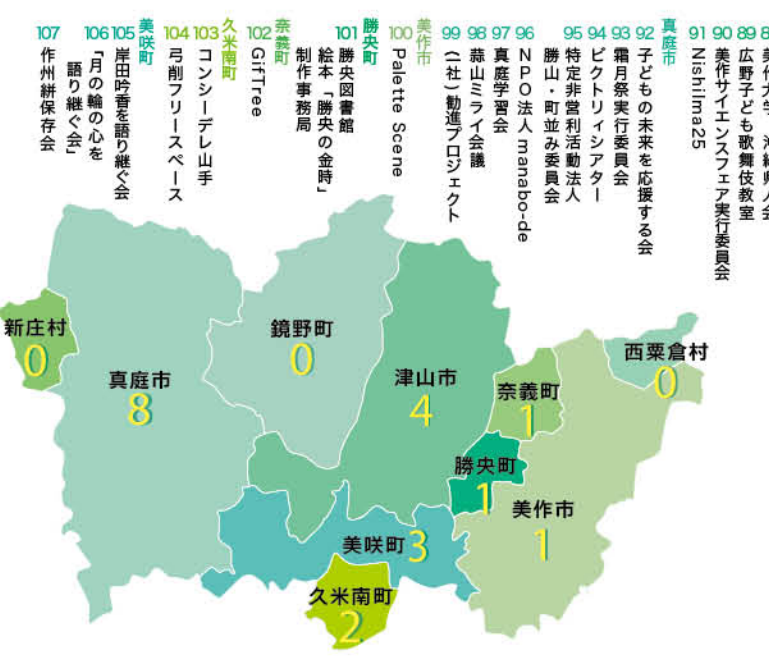 89 広野子ども歌舞伎教室
90 美作サイエンスフェア実行委員会
91 Nishilma25
真庭市
92 子どもの未来を応援する会
93 霜月祭実行委員会
94 ビクトリィシアター
95 特定非営利活動法人
勝山・町並み委員会
96 NPO法人 manabo-de
97 真庭学習会
98 蒜山ミライ会議
99 (一社)勧進プロジェクト
美作市
100 Palette Scene
勝央町
101 勝央図書館
絵本「勝央の金時」
制作事務局
奈義町
102 GifTree
久米南町
103 コンシーデレ山手
104 弓削フリースペース
美咲町
105 岸田吟香を語り継ぐ会
106 「月の輪の心を
語り継ぐ会」
107 作州絣保存会
新庄村
0
真庭市
8
鏡野町
0
津山市
4
奈義町
1
西粟倉村
0
勝央町
1
美作市
1
美咲町 3
久米南町
2